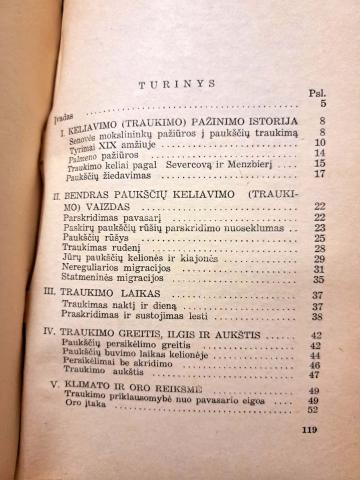 TURINYS
Psl.
Įvadas 5
I. KELIAVIMO (TRAUKIMO) PAŽINIMO ISTORIJA 8
Senovės mokslininkų pažiūros į paukščių traukimą 8
Tyrimai XIX amžiuje 10
Palmeno pažiūros 14
Traukimo keliai pagal Severcovą ir Menzbierį 15
Paukščių žiedavimas 17
II. BENDRAS PAUKŠČIŲ KELIAVIMO (TRAUKI-
MO) VAIZDAS 22
Parskridimas pavasarį 22
Paskirų paukščių rūšių parskridimo nuoseklumas 23
Paukščių rūšys 25
Traukimas rudenį 28
Jūrų paukščių kelionės ir klajonės 29
Nereguliarios migracijos 31
Statmeninės migracijos 35
III. TRAUKIMO LAIKAS 37
Traukimas naktį ir dieną 37
Praskridimas ir sustojimas lesti 38
IV. TRAUKIMO GREITIS, ILGIS IR AUKŠTIS 42
Paukščių persikėlimo greitis 42
Paukščių buvimo laikas kelionėje 44
Persikėlimai be skridimo 46
Traukimo aukštis 47
V. KLIMATO IR ORO REIKŠMĖ 49
Traukimo priklausomybė nuo pavasario eigos 49
Oro įtaka 52
119